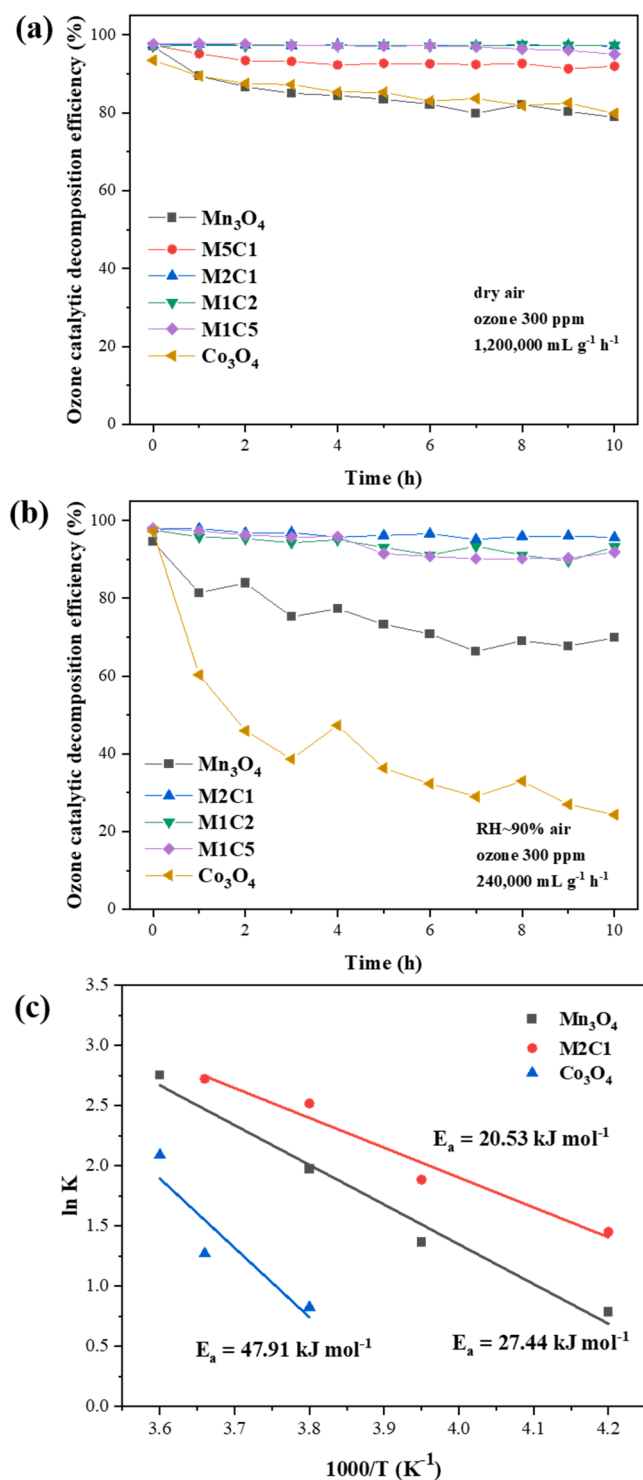 (a)
Ozone catalytic decomposition efficiency (%)
100
80
60
40
20
0
Mn₃O₄
M5C1
M2C1
M1C2
M1C5
Co₃O₄
dry air
ozone 300 ppm
1,200,000 mL g⁻¹ h⁻¹
0 2 4 6 8 10
Time (h)
(b)
Ozone catalytic decomposition efficiency (%)
100
80
60
40
20
0
Mn₃O₄
M2C1
M1C2
M1C5
Co₃O₄
RH~90% air
ozone 300 ppm
240,000 mL g⁻¹ h⁻¹
0 2 4 6 8 10
Time (h)
(c)
ln K
3.5
3.0
2.5
2.0
1.5
1.0
0.5
0.0
Mn₃O₄
M2C1
Co₃O₄
Eₐ = 20.53 kJ mol⁻¹
Eₐ = 47.91 kJ mol⁻¹
Eₐ = 27.44 kJ mol⁻¹
3.6 3.7 3.8 3.9 4.0 4.1 4.2
1000/T (K⁻¹)